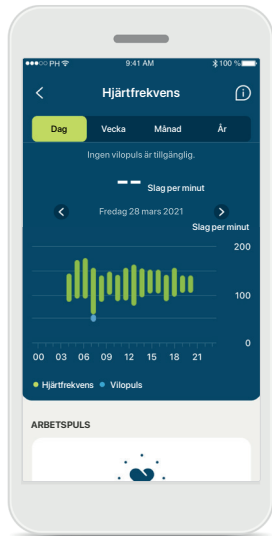 PH 9:41 AM 100 %
Hjärtfrekvens
Dag Vecka Månad År
Ingen vilopuls är tillgänglig.
-- Slag per minut
Fredag 28 mars 2021
Slag per minut
200
100
0
00 03 06 09 12 15 18 21
Hjärtfrekvens Vilopuls
ARBETSPULS